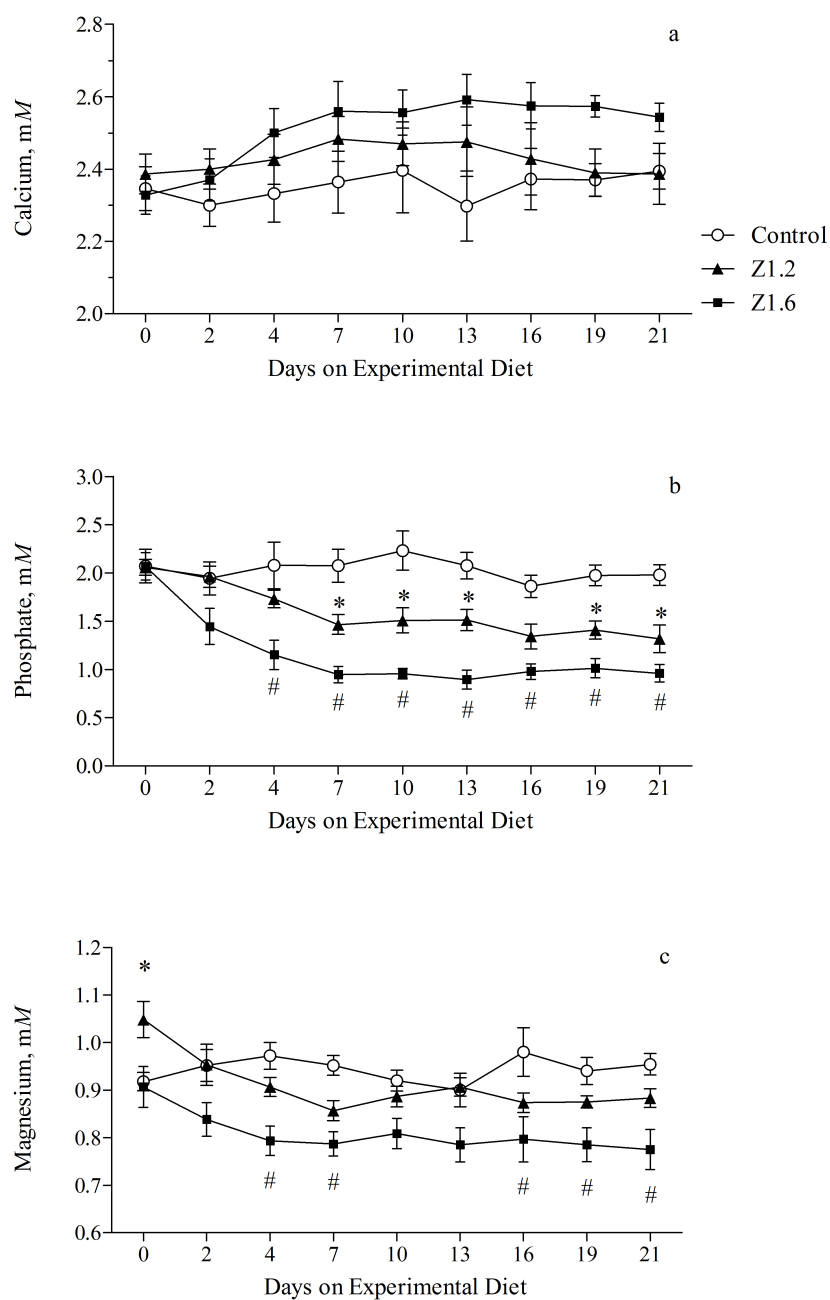 a
Calcium, mM
2.8
2.6
2.4
2.2
2.0
0 2 4 7 10 13 16 19 21
Days on Experimental Diet
Control
Z1.2
Z1.6
b
Phosphate, mM
3.0
2.5
2.0
1.5
1.0
0.5
0.0
* * * * *
# # # # # # #
0 2 4 7 10 13 16 19 21
Days on Experimental Diet
c
Magnesium, mM
1.2
1.1
1.0
0.9
0.8
0.7
0.6
*
# # # # #
0 2 4 7 10 13 16 19 21
Days on Experimental Diet